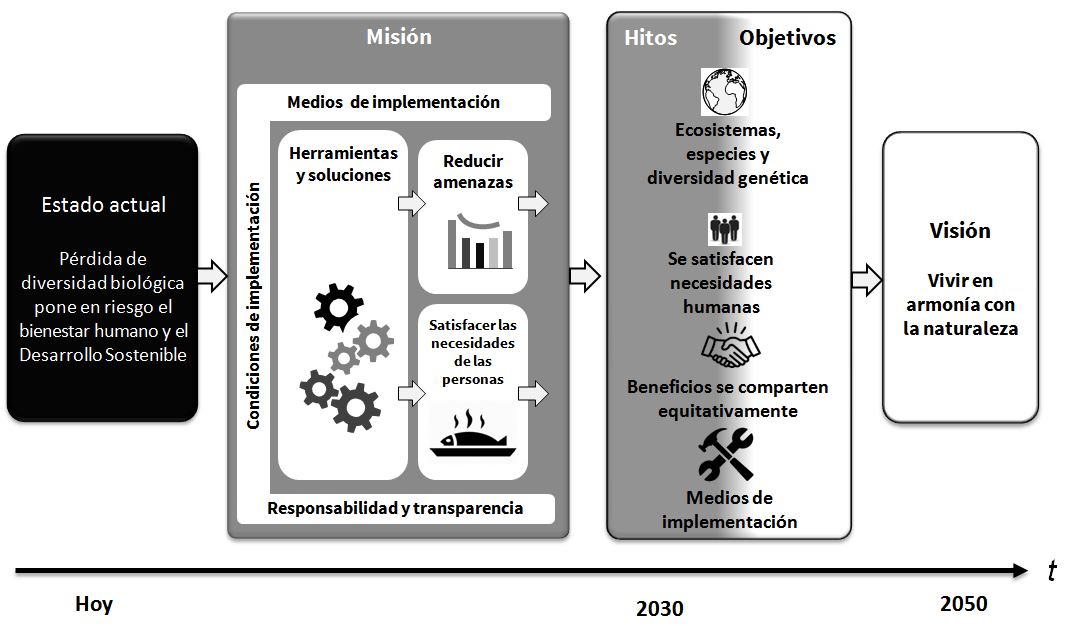 Estado actual
Pérdida de
diversidad biológica
pone en riesgo el
bienestar humano y el
Desarrollo Sostenible
Misión
Medios de implementación
Condiciones de implementación
Herramientas
y soluciones
Reducir
amenazas
Satisfacer las
necesidades
de las
personas
Responsabilidad y transparencia
Hitos
Objetivos
Ecosistemas,
especies y
diversidad genética
Se satisfacen
necesidades
humanas
Beneficios se comparten
equitativamente
Medios de
implementación
Visión
Vivir en
armonía con
la naturaleza
t
Hoy
2030
2050